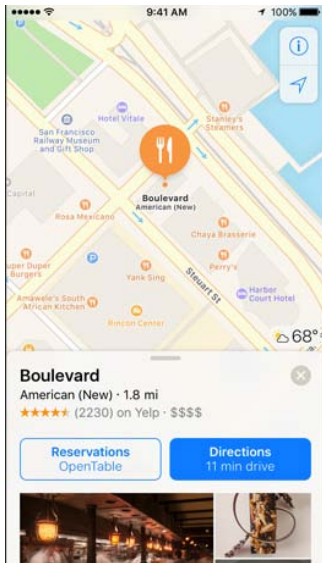 9:41 AM
100%
Hotel Vitale
San Francisco
Railway Museum
and Gift Shop
Stanley's
Steamers
Boulevard
American (New)
Capital
Rosa Mexicano
Chaya Brasserie
uper Duper
Burgers
Yank Sing
Perry's
Steuart St
Harbor
Court Hotel
Amawele's South
African Kitchen
Rincon Center
68°
Boulevard
American (New) · 1.8 mi
(2230) on Yelp · $$$$
Reservations
OpenTable
Directions
11 min drive